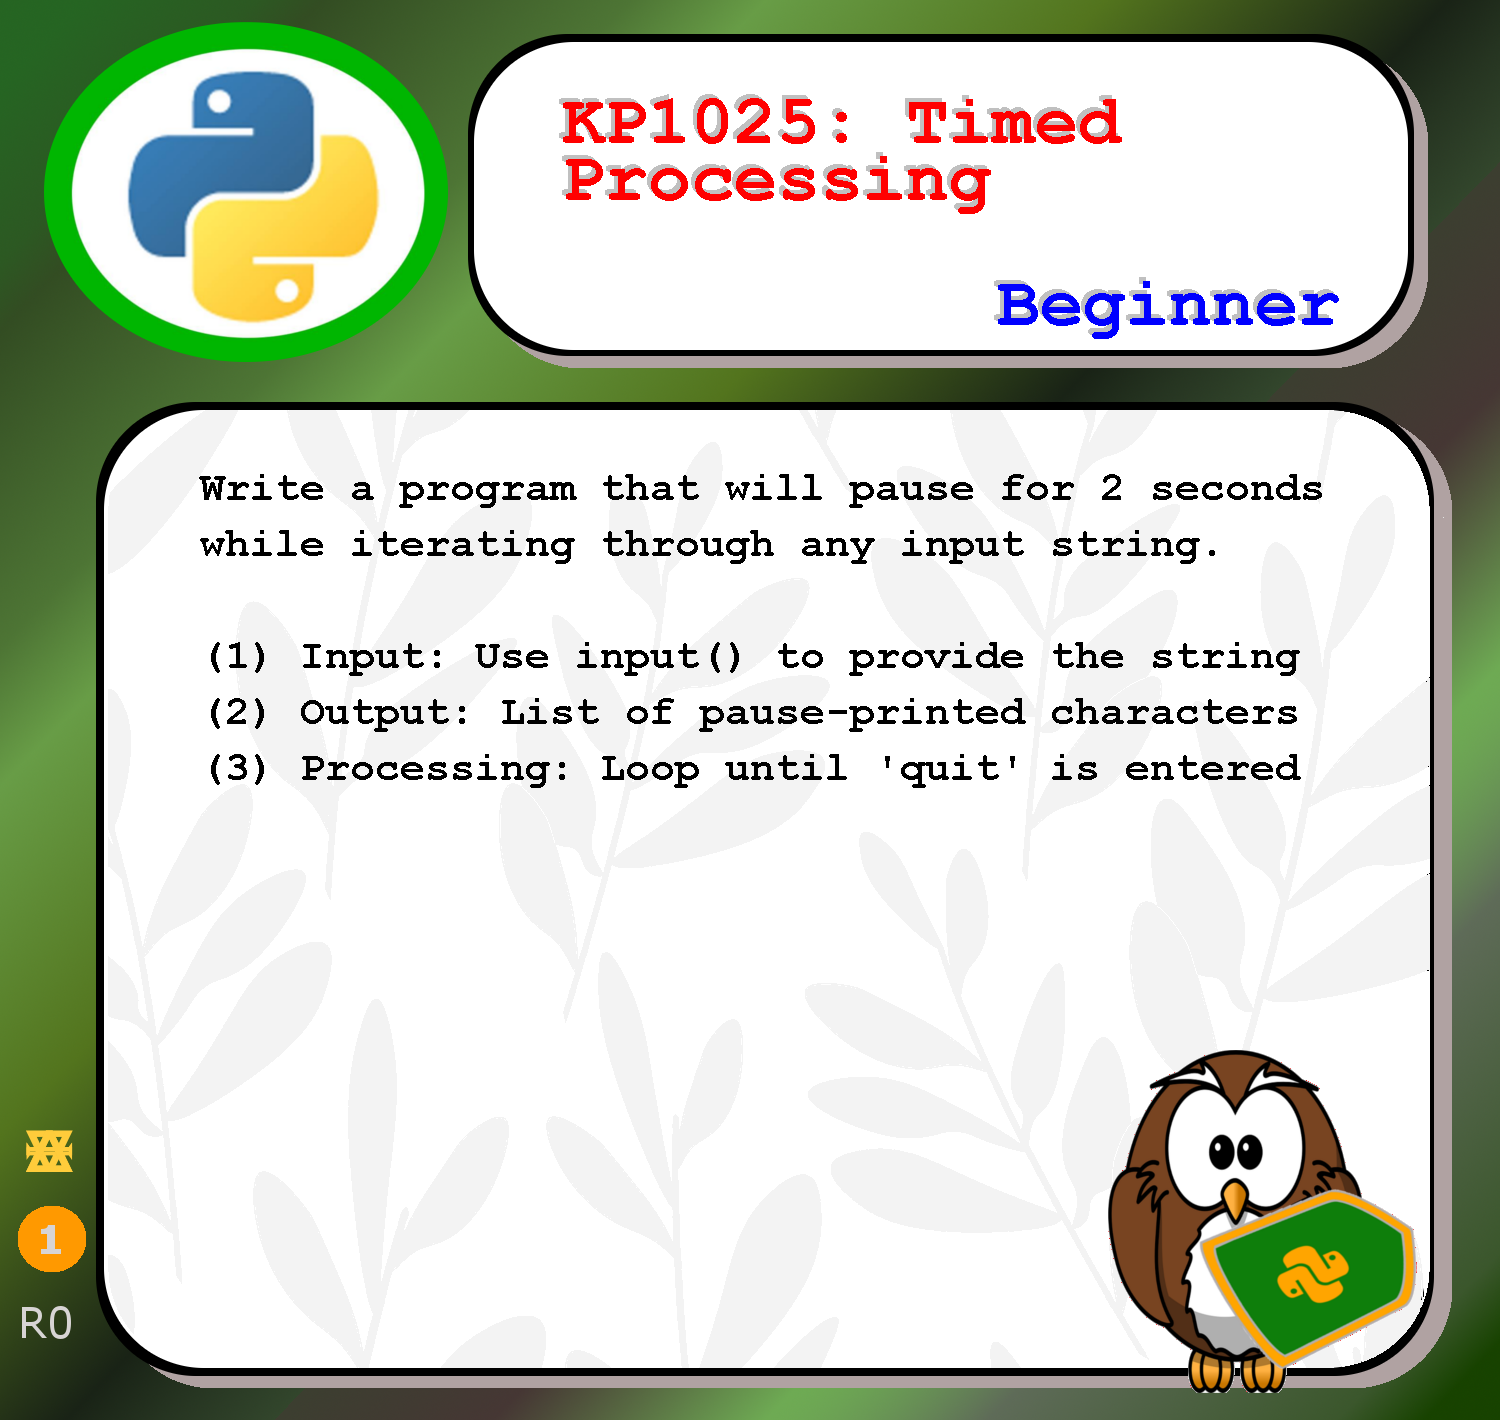 KP1025: Timed
Processing
Beginner
Write a program that will pause for 2 seconds
while iterating through any input string.
(1) Input: Use input() to provide the string
(2) Output: List of pause-printed characters
(3) Processing: Loop until 'quit' is entered
1
R0